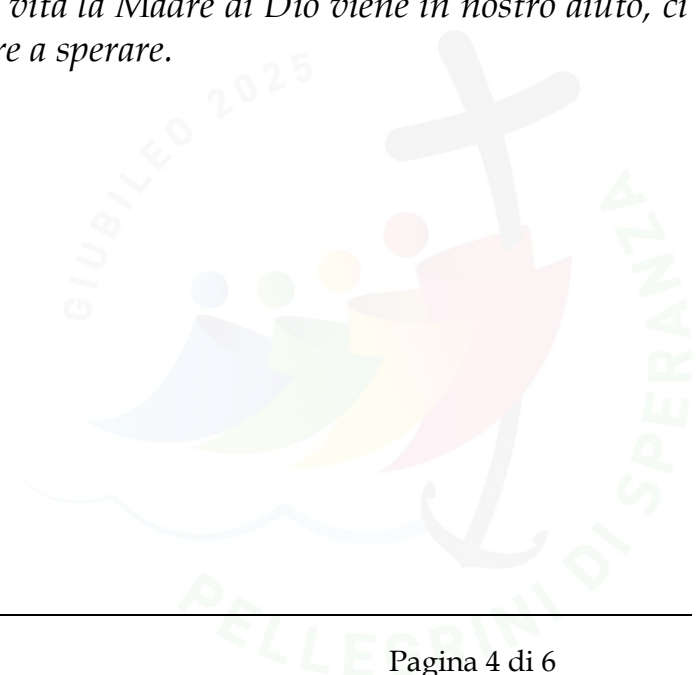 vita la Madre di Dio viene in nostro aiuto, ci
re a sperare.
GIUBILEO 2025
PELLEGRINI DI SPERANZA
Pagina 4 di 6